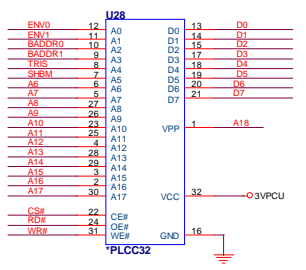 U28
ENV0 12 A0 D0 13 D0
ENV1 11 A1 D1 14 D1
BADDR0 10 A2 D2 15 D2
BADDR1 9 A3 D3 17 D3
TRIS 8 A4 D4 18 D4
SHBM 7 A5 D5 19 D5
A6 6 A6 D6 20 D6
A7 5 A7 D7 21 D7
A8 27 A8
A9 26 A9
A10 23 A10 VPP 1 A18
A11 25 A11
A12 4 A12
A13 28 A13
A14 29 A14
A15 3 A15
A16 2 A16
A17 30 A17 VCC 32 3VPCU
CS# 22 CE#
RD# 24 OE#
WR# 31 WE# GND 16
*PLCC32